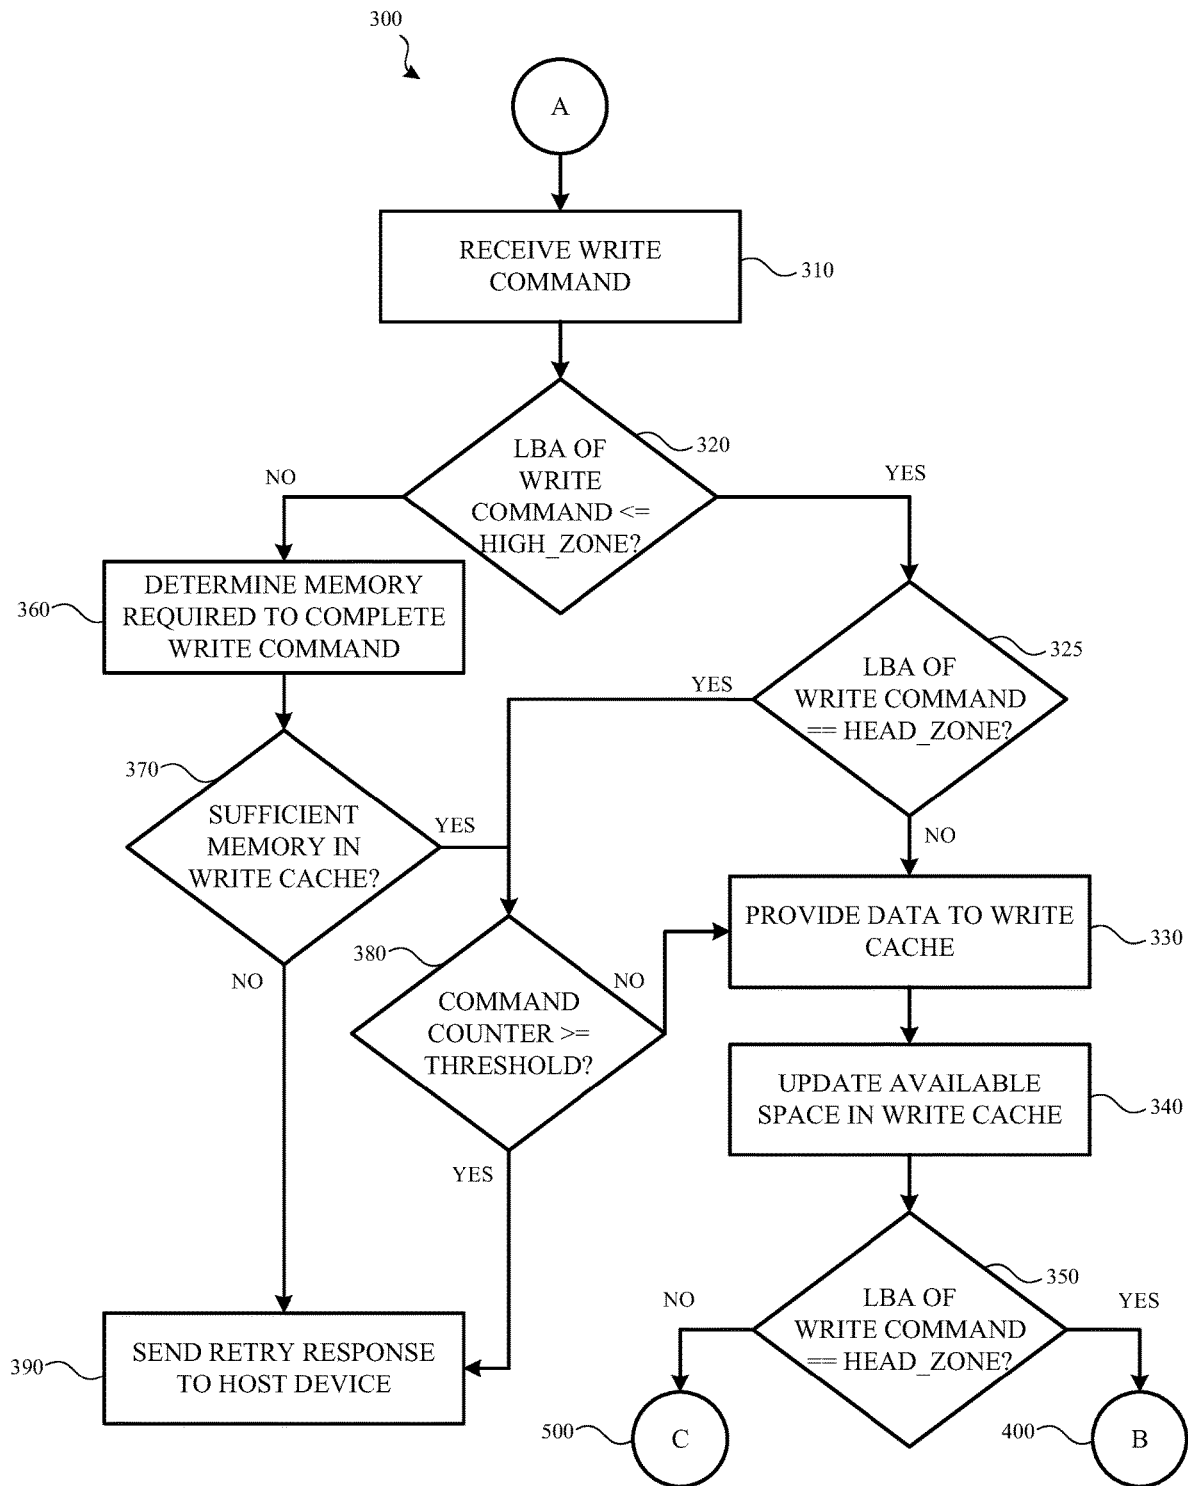 300
A
RECEIVE WRITE
COMMAND
310
LBA OF
WRITE
COMMAND <=
HIGH_ZONE?
320
NO
YES
DETERMINE MEMORY
REQUIRED TO COMPLETE
WRITE COMMAND
360
LBA OF
WRITE COMMAND
== HEAD_ZONE?
325
YES
NO
SUFFICIENT
MEMORY IN
WRITE CACHE?
370
YES
NO
COMMAND
COUNTER >=
THRESHOLD?
380
NO
YES
PROVIDE DATA TO WRITE
CACHE
330
UPDATE AVAILABLE
SPACE IN WRITE CACHE
340
LBA OF
WRITE COMMAND
== HEAD_ZONE?
350
NO
YES
SEND RETRY RESPONSE
TO HOST DEVICE
390
500
C
400
B